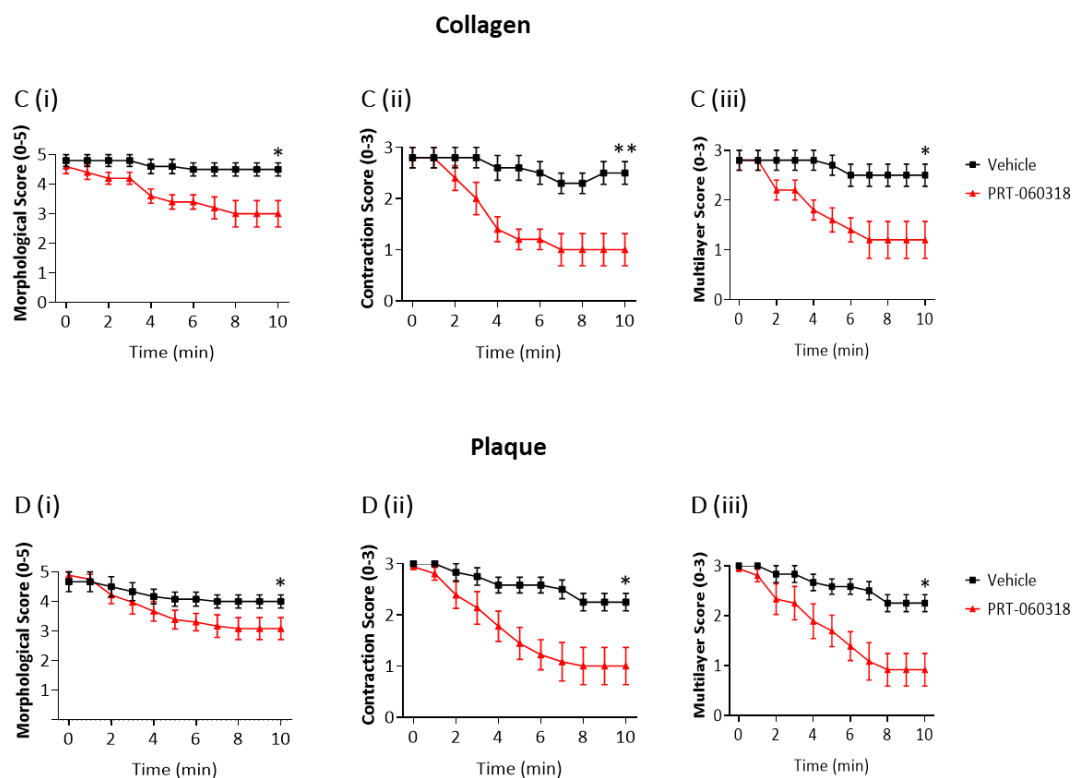 Collagen
C (i)
C (ii)
C (iii)
Morphological Score (0-5)
5
4
3
2
1
0
*
0 2 4 6 8 10
Time (min)
Contraction Score (0-3)
3
2
1
0
**
0 2 4 6 8 10
Time (min)
Multilayer Score (0-3)
3
2
1
0
*
0 2 4 6 8 10
Time (min)
Vehicle
PRT-060318
Plaque
D (i)
D (ii)
D (iii)
Morphological Score (0-5)
5
4
3
2
1
*
0 2 4 6 8 10
Time (min)
Contraction Score (0-3)
3
2
1
0
*
0 2 4 6 8 10
Time (min)
Multilayer Score (0-3)
3
2
1
0
*
0 2 4 6 8 10
Time (min)
Vehicle
PRT-060318